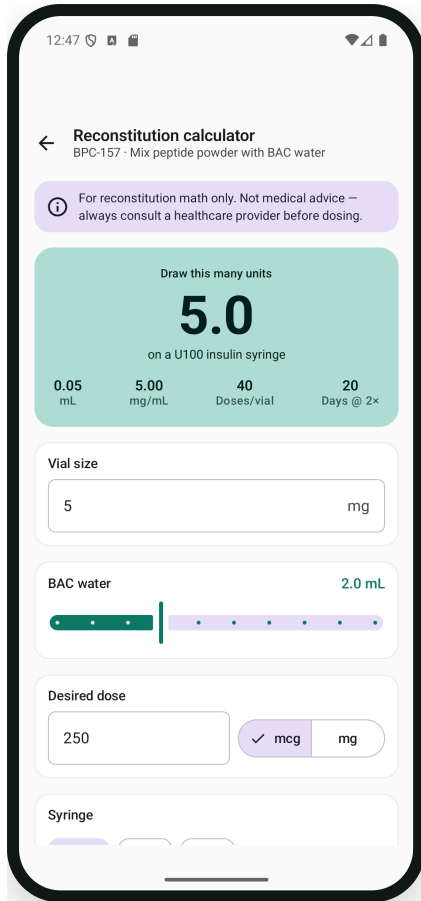 12:47
Reconstitution calculator
BPC-157 · Mix peptide powder with BAC water
For reconstitution math only. Not medical advice —
always consult a healthcare provider before dosing.
Draw this many units
5.0
on a U100 insulin syringe
0.05 5.00 40 20
mL mg/mL Doses/vial Days @ 2×
Vial size
5 mg
BAC water 2.0 mL
Desired dose
250 mcg mg
Syringe